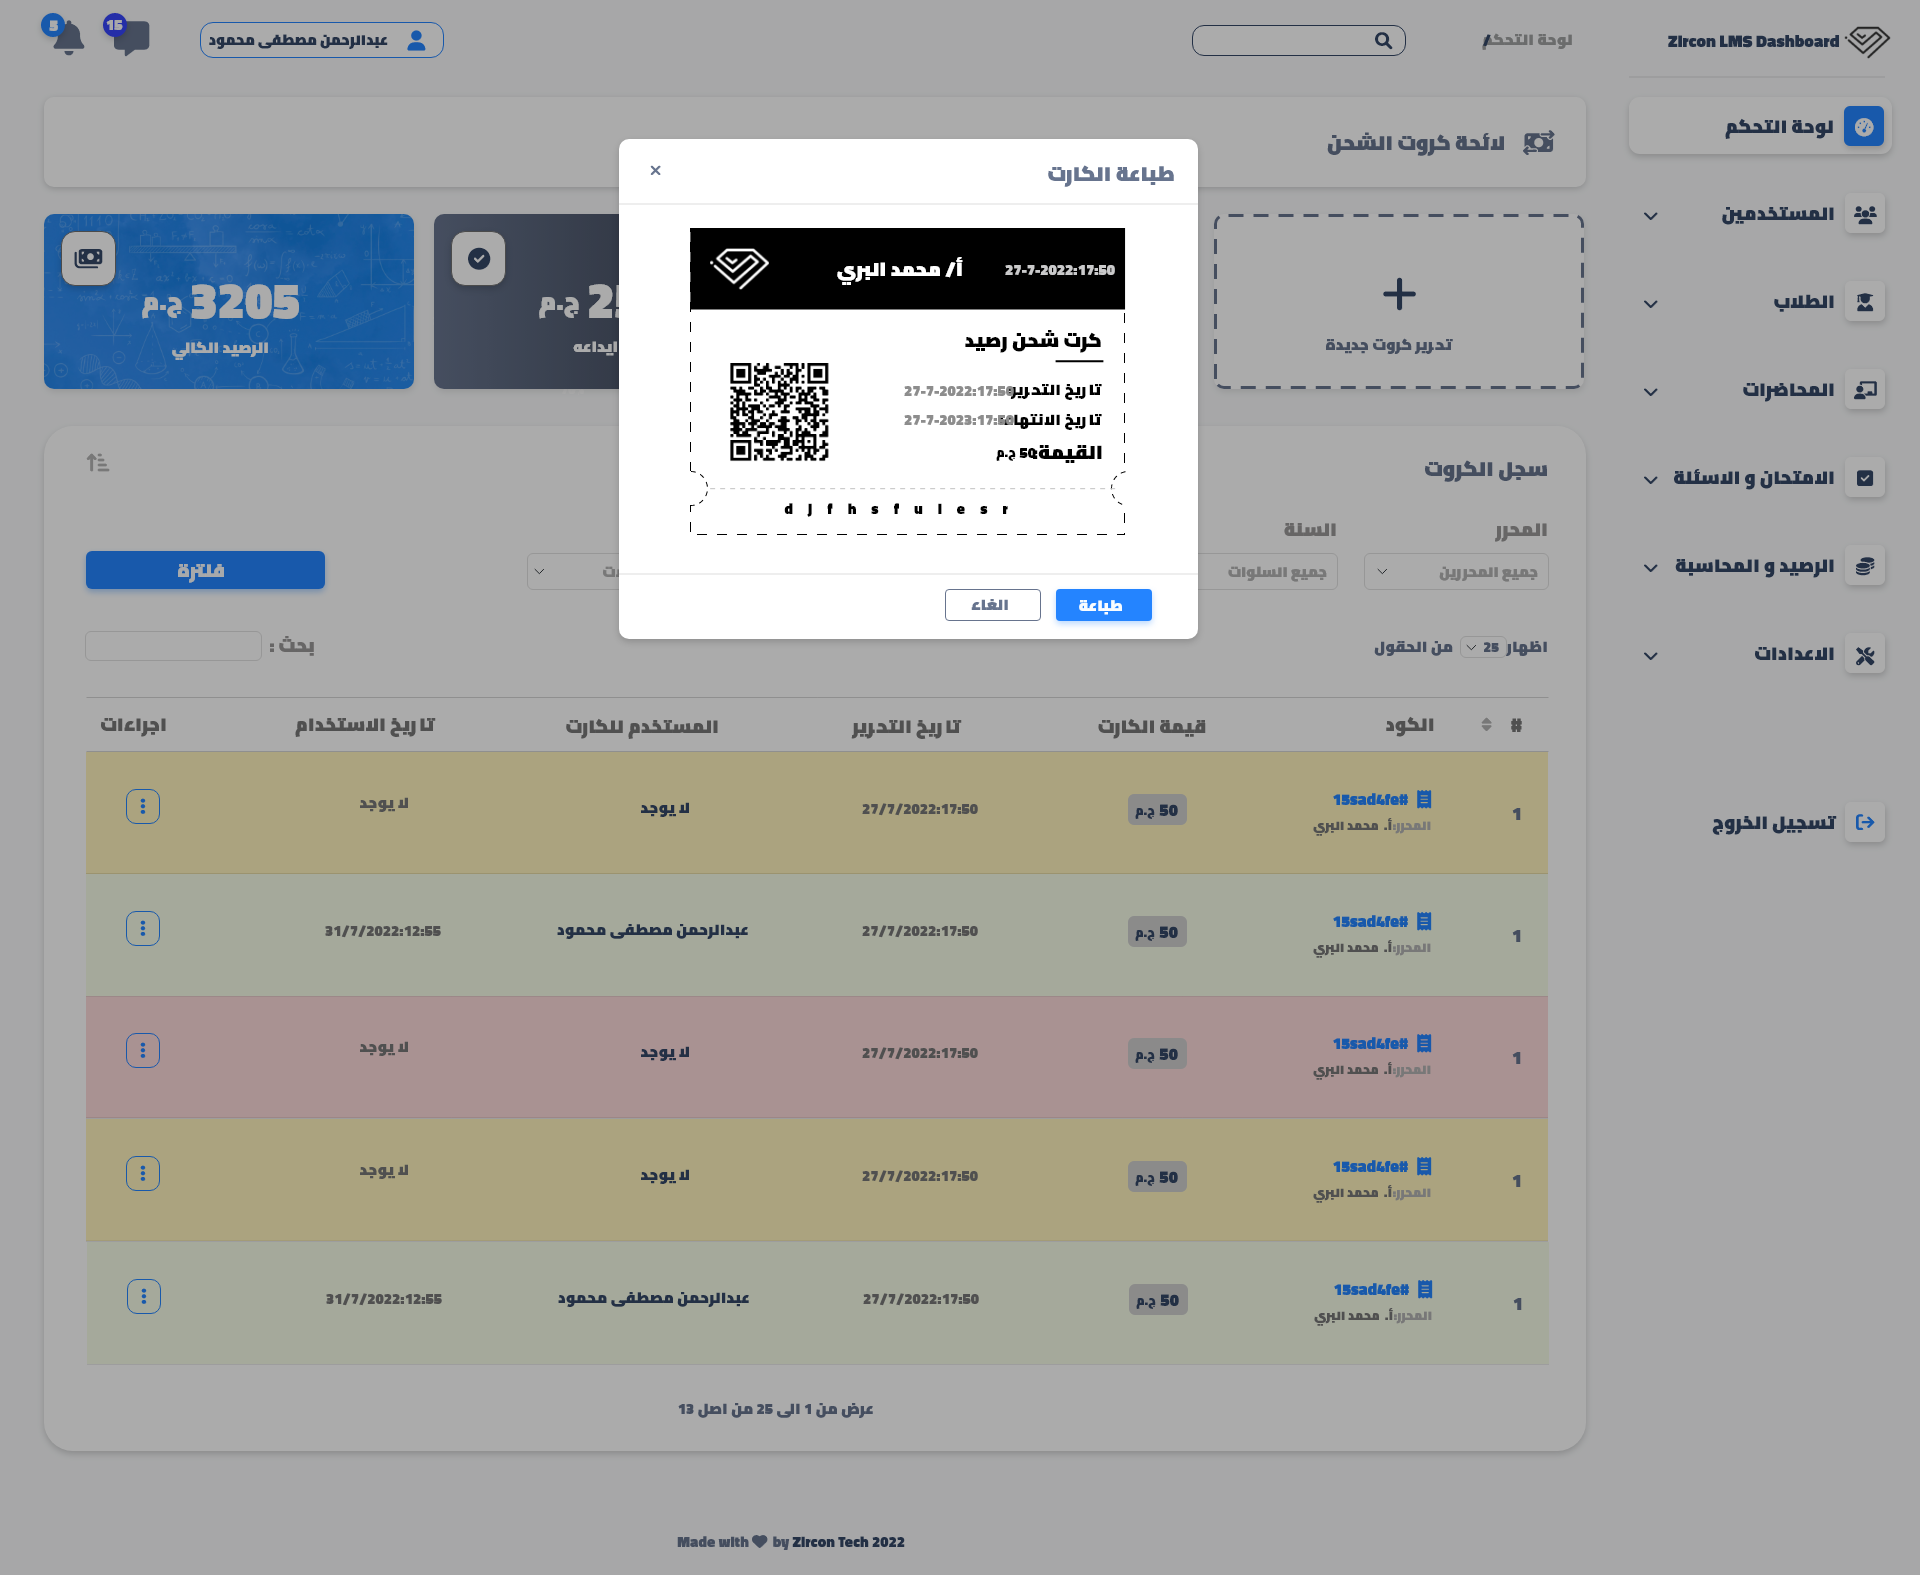 Zircon LMS Dashboard
لوحة التحكم
/
عبدالرحمن مصطفى محمود
15
5
لوحة التحكم
المستخدمين
الطلاب
المحاضرات
الامتحان و الاسئلة
الرصيد و المحاسبة
الاعدادات
تسجيل الخروج
لائحة كروت الشحن
تحرير كروت جديدة
ج.م
ايداعه
3205 ج.م
الرصيد الكالي
طباعة الكارت
×
27-7-2022:17:50
أ/ محمد البري
كرت شحن رصيد
تاريخ التحرير 27-7-2022:17:50
تاريخ الانتهاء: 27-7-2023:17:50
القيمة: 50 ج.م
d j f h s f u l e s r
طباعة
الغاء
سجل الكروت
المحرر
السنة
جميع المحررين
جميع السلوات
فلترة
اظهار 25 من الحقول
بحث :
# الكود قيمة الكارت تاريخ التحرير المستخدم للكارت تاريخ الاستخدام اجراءات
1 15sad4fe# 50 ج.م 27/7/2022:17:50 لا يوجد لا يوجد
المحرر:أ. محمد البري
1 15sad4fe# 50 ج.م 27/7/2022:17:50 عبدالرحمن مصطفى محمود 31/7/2022:12:55
المحرر:أ. محمد البري
1 15sad4fe# 50 ج.م 27/7/2022:17:50 لا يوجد لا يوجد
المحرر:أ. محمد البري
1 15sad4fe# 50 ج.م 27/7/2022:17:50 لا يوجد لا يوجد
المحرر:أ. محمد البري
1 15sad4fe# 50 ج.م 27/7/2022:17:50 عبدالرحمن مصطفى محمود 31/7/2022:12:55
المحرر:أ. محمد البري
عرض من 1 الى 25 من اصل 13
Made with by Zircon Tech 2022